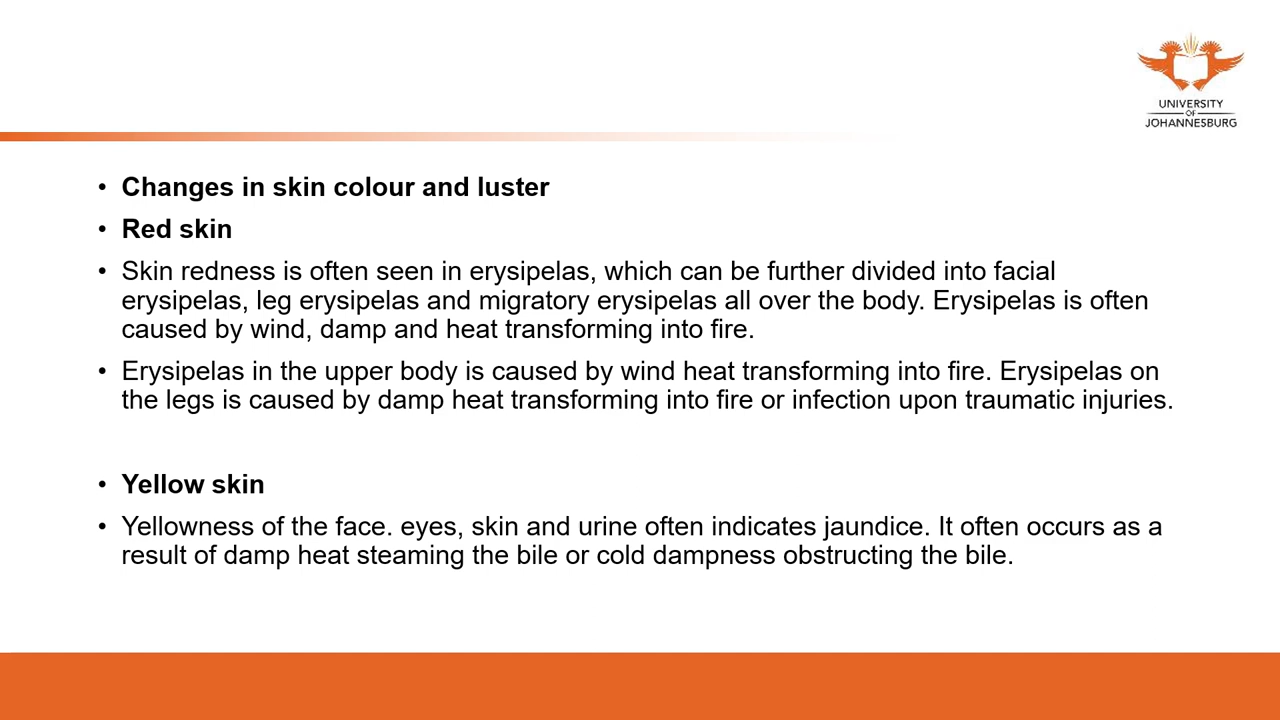 UNIVERSITY
OF
JOHANNESBURG
• Changes in skin colour and luster
• Red skin
• Skin redness is often seen in erysipelas, which can be further divided into facial
erysipelas, leg erysipelas and migratory erysipelas all over the body. Erysipelas is often
caused by wind, damp and heat transforming into fire.
• Erysipelas in the upper body is caused by wind heat transforming into fire. Erysipelas on
the legs is caused by damp heat transforming into fire or infection upon traumatic injuries.
• Yellow skin
• Yellowness of the face. eyes, skin and urine often indicates jaundice. It often occurs as a
result of damp heat steaming the bile or cold dampness obstructing the bile.